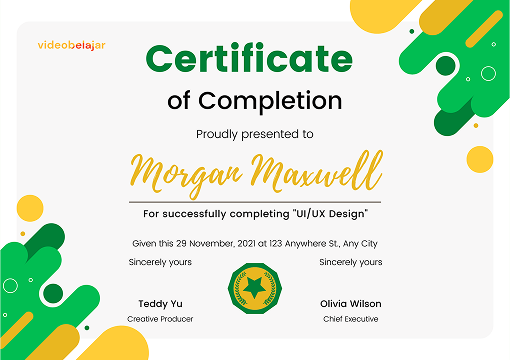 videobelajar
Certificate
of Completion
Proudly presented to
Morgan Maxwell
For successfully completing "UI/UX Design"
Given this 29 November, 2021 at 123 Anywhere St., Any City
Sincerely yours
Sincerely yours
Teddy Yu
Olivia Wilson
Creative Producer
Chief Executive